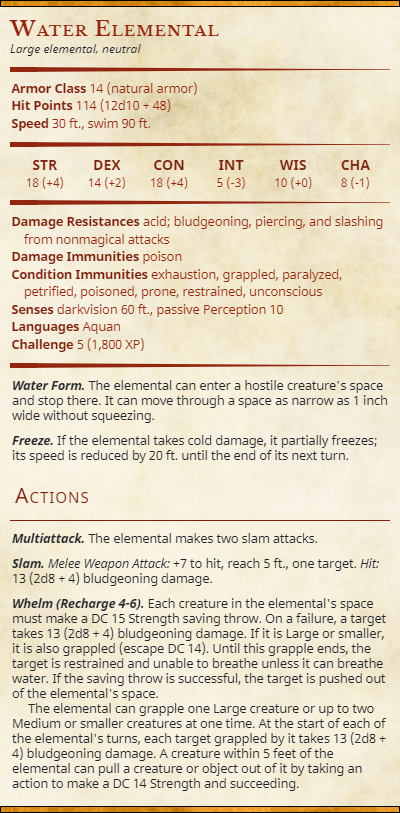 Water Elemental
Large elemental, neutral
Armor Class 14 (natural armor)
Hit Points 114 (12d10 + 48)
Speed 30 ft., swim 90 ft.
STR DEX CON INT WIS CHA
18 (+4) 14 (+2) 18 (+4) 5 (-3) 10 (+0) 8 (-1)
Damage Resistances acid; bludgeoning, piercing, and slashing
from nonmagical attacks
Damage Immunities poison
Condition Immunities exhaustion, grappled, paralyzed,
petrified, poisoned, prone, restrained, unconscious
Senses darkvision 60 ft., passive Perception 10
Languages Aquan
Challenge 5 (1,800 XP)
Water Form. The elemental can enter a hostile creature's space
and stop there. It can move through a space as narrow as 1 inch
wide without squeezing.
Freeze. If the elemental takes cold damage, it partially freezes;
its speed is reduced by 20 ft. until the end of its next turn.
Actions
Multiattack. The elemental makes two slam attacks.
Slam. Melee Weapon Attack: +7 to hit, reach 5 ft., one target. Hit:
13 (2d8 + 4) bludgeoning damage.
Whelm (Recharge 4-6). Each creature in the elemental's space
must make a DC 15 Strength saving throw. On a failure, a target
takes 13 (2d8 + 4) bludgeoning damage. If it is Large or smaller,
it is also grappled (escape DC 14). Until this grapple ends, the
target is restrained and unable to breathe unless it can breathe
water. If the saving throw is successful, the target is pushed out
of the elemental's space.
The elemental can grapple one Large creature or up to two
Medium or smaller creatures at one time. At the start of each of
the elemental's turns, each target grappled by it takes 13 (2d8 +
4) bludgeoning damage. A creature within 5 feet of the
elemental can pull a creature or object out of it by taking an
action to make a DC 14 Strength and succeeding.